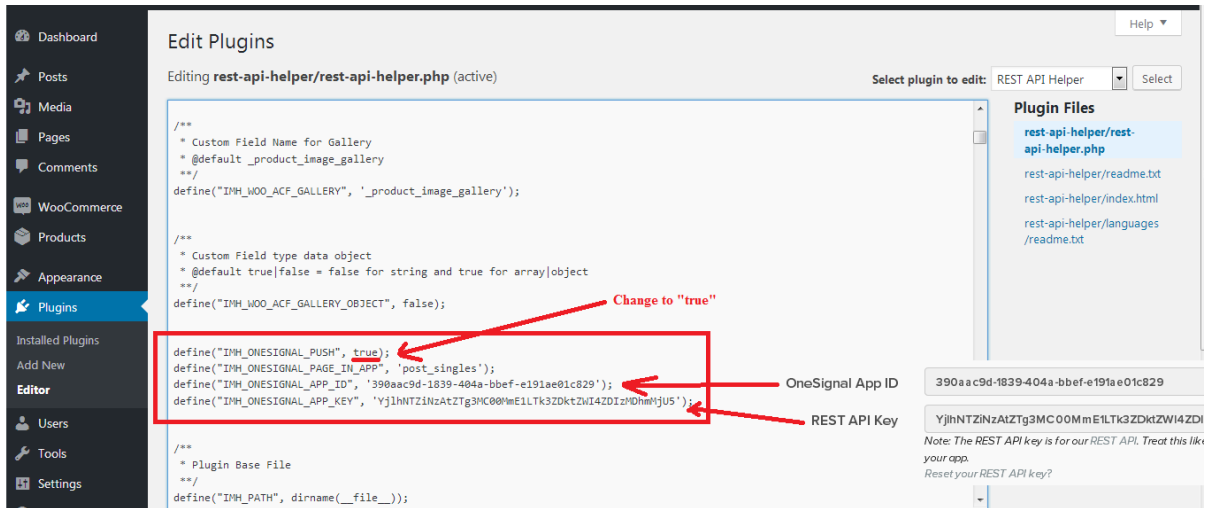 Help ▼
Dashboard
Posts
Media
Pages
Comments
WooCommerce
Products
Appearance
Plugins
Installed Plugins
Add New
Editor
Users
Tools
Settings
Edit Plugins
Editing rest-api-helper/rest-api-helper.php (active)
Select plugin to edit: REST API Helper Select
/**
* Custom Field Name for Gallery
* @default _product_image_gallery
**/
define("IMH_WOO_ACF_GALLERY", '_product_image_gallery');
/**
* Custom Field type data object
* @default true|false = false for string and true for array|object
**/
define("IMH_WOO_ACF_GALLERY_OBJECT", false);
Change to "true"
define("IMH_ONESIGNAL_PUSH", true);
define("IMH_ONESIGNAL_PAGE_IN_APP", 'post_singles');
define("IMH_ONESIGNAL_APP_ID", '390aac9d-1839-404a-bbef-e191ae01c829');
define("IMH_ONESIGNAL_APP_KEY", 'YjlhNTZiNzAtZTg3MC00MmE1LTk3ZDktZWI4ZDIzMDhmMjU5');
/**
* Plugin Base File
**/
define("IMH_PATH", dirname(__file__));
Plugin Files
rest-api-helper/rest-
api-helper.php
rest-api-helper/readme.txt
rest-api-helper/index.html
rest-api-helper/languages
/readme.txt
OneSignal App ID 390aac9d-1839-404a-bbef-e191ae01c829
REST API Key YjlhNTZiNzAtZTg3MC00MmE1LTk3ZDktZWI4ZDI
Note: The REST API key is for our REST API. Treat this like
your app.
Reset your REST API key?